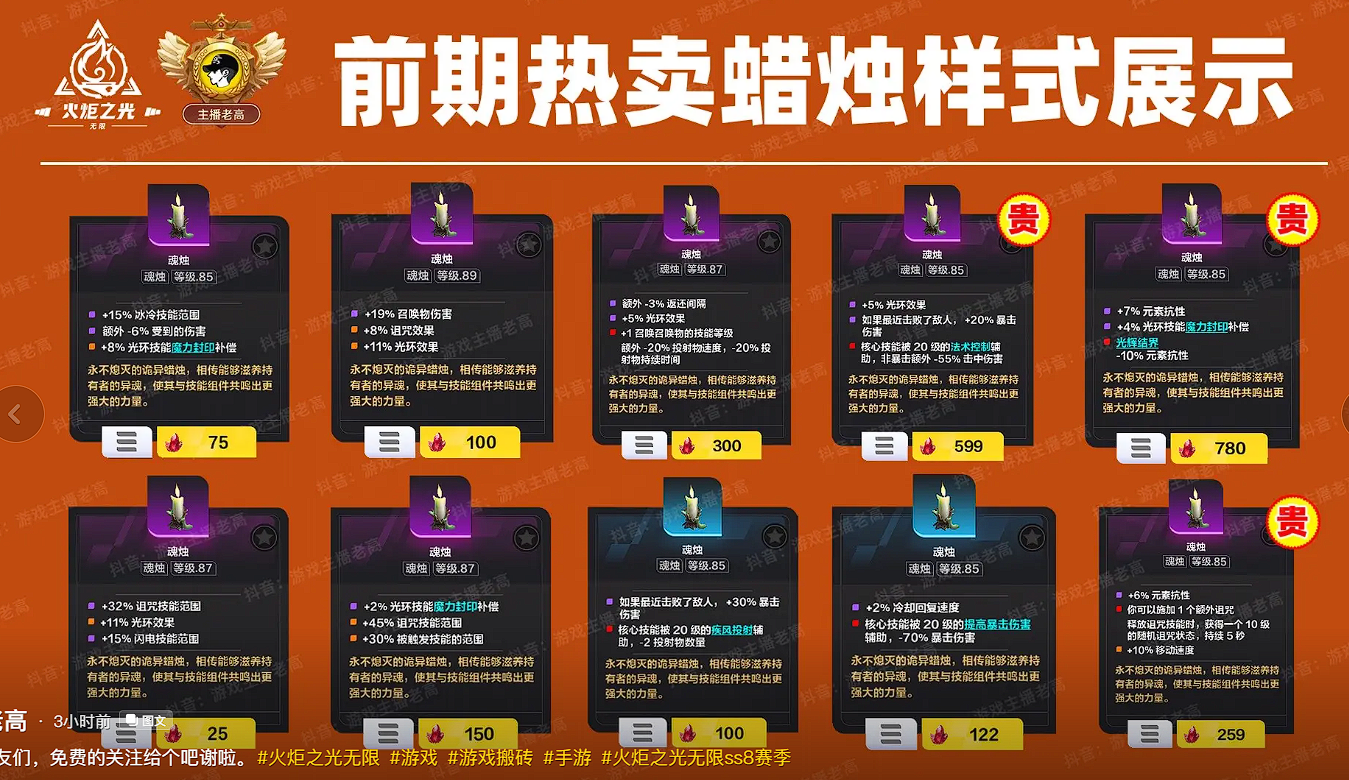 火炬之光
无限
主播老高
前期热卖蜡烛样式展示
魂烛
魂烛 等级.85
+15% 冰冷技能范围
额外 -6% 受到的伤害
+8% 光环技能魔力封印补偿
永不熄灭的诡异蜡烛，相传能够滋养持
有者的异魂，使其与技能组件共鸣出更
强大的力量。
75
魂烛
魂烛 等级.89
+19% 召唤物伤害
+8% 诅咒效果
+11% 光环效果
永不熄灭的诡异蜡烛，相传能够滋养持
有者的异魂，使其与技能组件共鸣出更
强大的力量。
100
魂烛
魂烛 等级.87
额外 -3% 返还间隔
+5% 光环效果
+1 召唤召唤物的技能等级
额外 -20% 投射物速度，-20% 投
射物持续时间
永不熄灭的诡异蜡烛，相传能够滋养持
有者的异魂，使其与技能组件共鸣出更
强大的力量。
300
贵
魂烛
魂烛 等级.85
+5% 光环效果
如果最近击败了敌人，+20% 暴击
伤害
核心技能被 20 级的法术控制辅
助，非暴击额外 -55% 击中伤害
永不熄灭的诡异蜡烛，相传能够滋养持
有者的异魂，使其与技能组件共鸣出更
强大的力量。
599
贵
魂烛
魂烛 等级.85
+7% 元素抗性
+4% 光环技能魔力封印补偿
光辉结界
-10% 元素抗性
永不熄灭的诡异蜡烛，相传能够滋养持
有者的异魂，使其与技能组件共鸣出更
强大的力量。
780
魂烛
魂烛 等级.87
+32% 诅咒技能范围
+11% 光环效果
+15% 闪电技能范围
永不熄灭的诡异蜡烛，相传能够滋养持
有者的异魂，使其与技能组件共鸣出更
强大的力量。
25
魂烛
魂烛 等级.87
+2% 光环技能魔力封印补偿
+45% 诅咒技能范围
+30% 被触发技能的范围
永不熄灭的诡异蜡烛，相传能够滋养持
有者的异魂，使其与技能组件共鸣出更
强大的力量。
150
魂烛
魂烛 等级.85
如果最近击败了敌人，+30% 暴击
伤害
核心技能被 20 级的疾风投射辅
助，-2 投射物数量
永不熄灭的诡异蜡烛，相传能够滋养持
有者的异魂，使其与技能组件共鸣出更
强大的力量。
100
魂烛
魂烛 等级.85
+2% 冷却回复速度
核心技能被 20 级的提高暴击伤害
辅助，-70% 暴击伤害
永不熄灭的诡异蜡烛，相传能够滋养持
有者的异魂，使其与技能组件共鸣出更
强大的力量。
122
贵
魂烛
魂烛 等级.85
+6% 元素抗性
你可以施加 1 个额外诅咒
释放诅咒技能时，获得一个 10 级
的随机诅咒状态，持续 5 秒
+10% 移动速度
永不熄灭的诡异蜡烛，相传能够滋养持
有者的异魂，使其与技能组件共鸣出更
强大的力量。
259
老高 · 3小时前 图文
友们，免费的关注给个吧谢啦。#火炬之光无限 #游戏 #游戏搬砖 #手游 #火炬之光无限ss8赛季
抖音：游戏主播老高